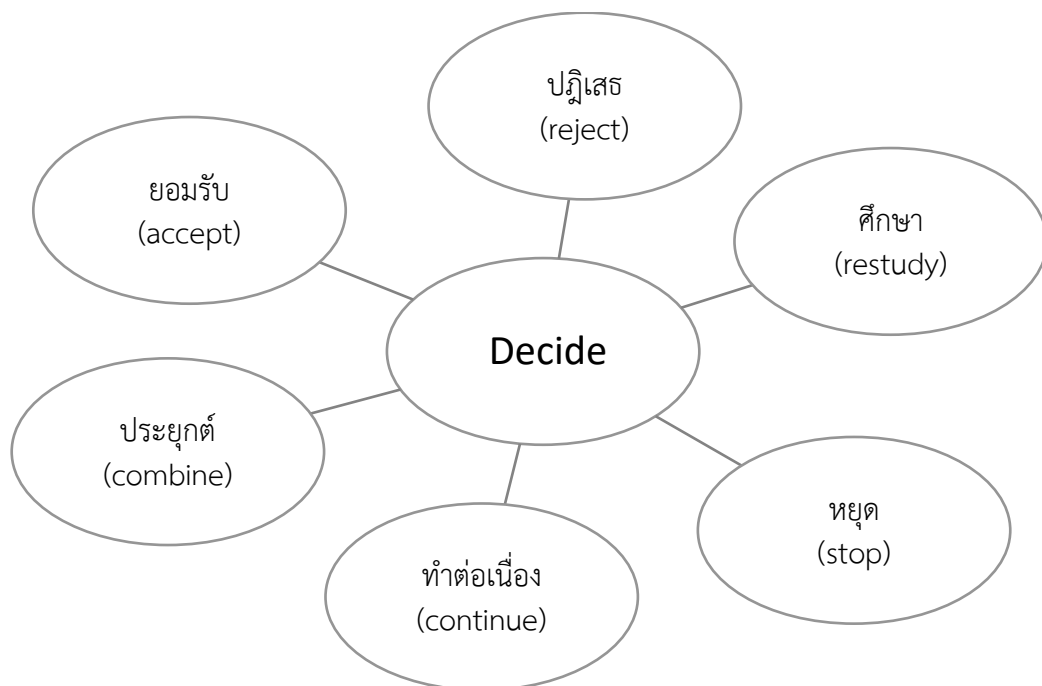 ปฎิเสธ
(reject)
ยอมรับ
(accept)
ศึกษา
(restudy)
Decide
ประยุกต์
(combine)
หยุด
(stop)
ทำต่อเนื่อง
(continue)